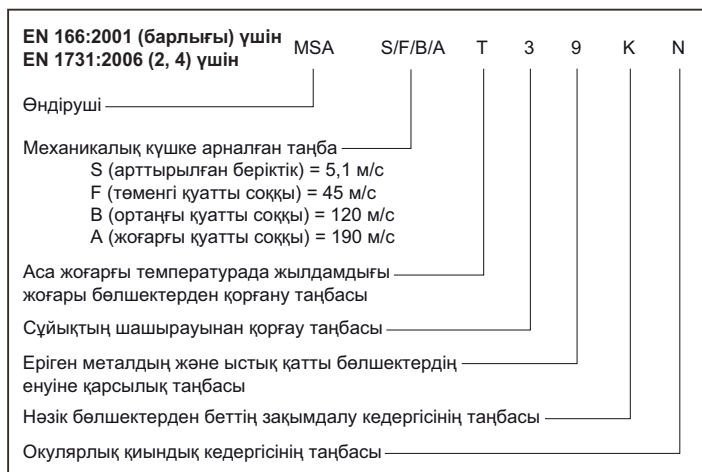 EN 166:2001 (барлығы) үшін MSA S/F/B/A T 3 9 K N
EN 1731:2006 (2, 4) үшін
Өндіруші
Механикалық күшке арналған таңба
S (арттырылған беріктік) = 5,1 м/с
F (төменгі қуатты соққы) = 45 м/с
B (ортаңғы қуатты соққы) = 120 м/с
A (жоғарғы қуатты соққы) = 190 м/с
Аса жоғарғы температурада жылдамдығы
жоғары бөлшектерден қорғану таңбасы
Сұйықтың шашырауынан қорғау таңбасы
Еріген металдың және ыстық қатты бөлшектердің
енуіне қарсылық таңбасы
Нәзік бөлшектерден беттің зақымдалу кедергісінің таңбасы
Окулярлық қиындық кедергісінің таңбасы